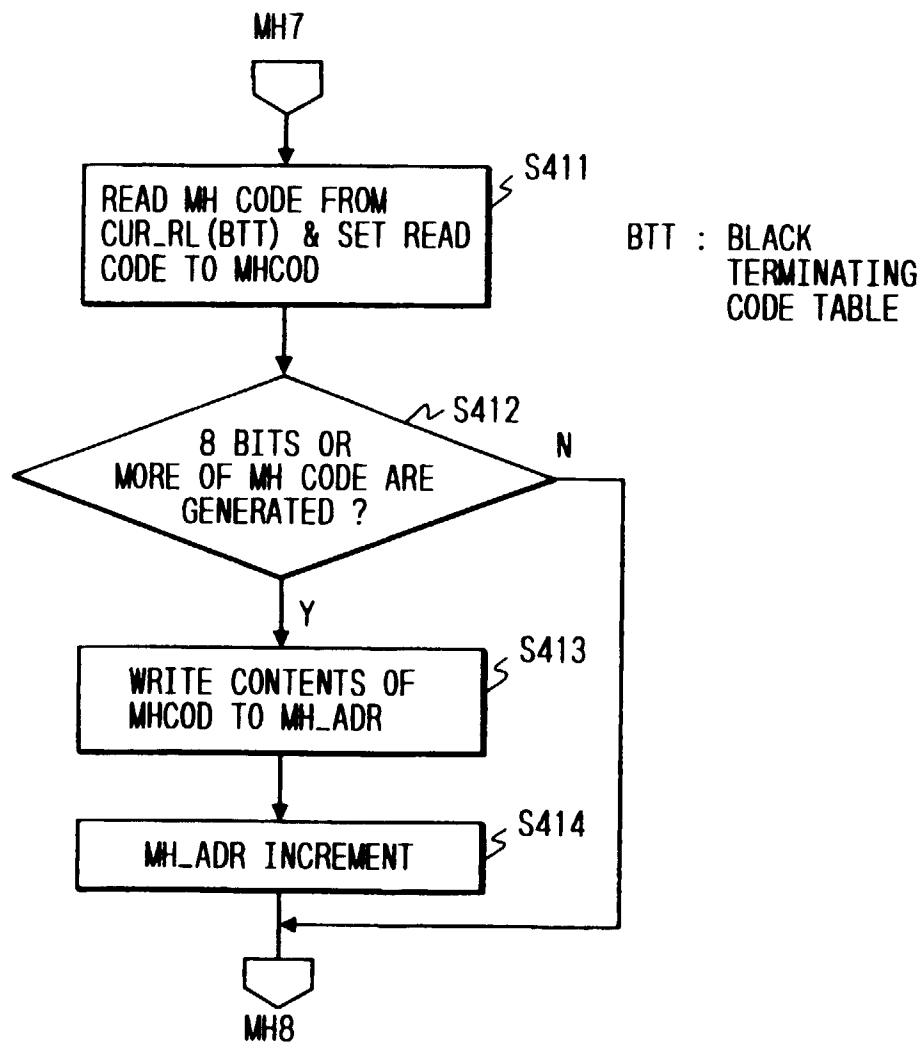 MH7
S411
READ MH CODE FROM
CUR_RL(BTT) & SET READ
CODE TO MHCOD
BTT : BLACK
TERMINATING
CODE TABLE
S412
8 BITS OR
MORE OF MH CODE ARE
GENERATED ?
N
Y
S413
WRITE CONTENTS OF
MHCOD TO MH_ADR
S414
MH_ADR INCREMENT
MH8